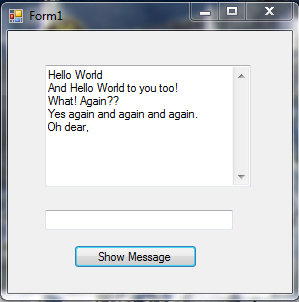 Form1
Hello World
And Hello World to you too!
What! Again??
Yes again and again and again.
Oh dear,
Show Message